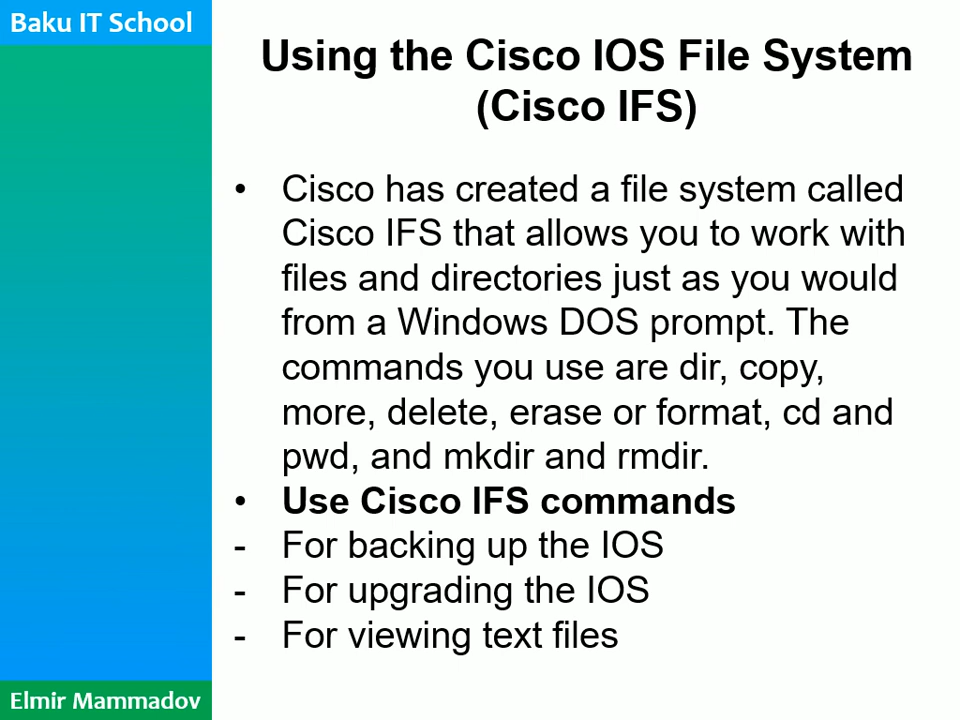 Baku IT School
Using the Cisco IOS File System
(Cisco IFS)
• Cisco has created a file system called
Cisco IFS that allows you to work with
files and directories just as you would
from a Windows DOS prompt. The
commands you use are dir, copy,
more, delete, erase or format, cd and
pwd, and mkdir and rmdir.
• Use Cisco IFS commands
- For backing up the IOS
- For upgrading the IOS
- For viewing text files
Elmir Mammadov